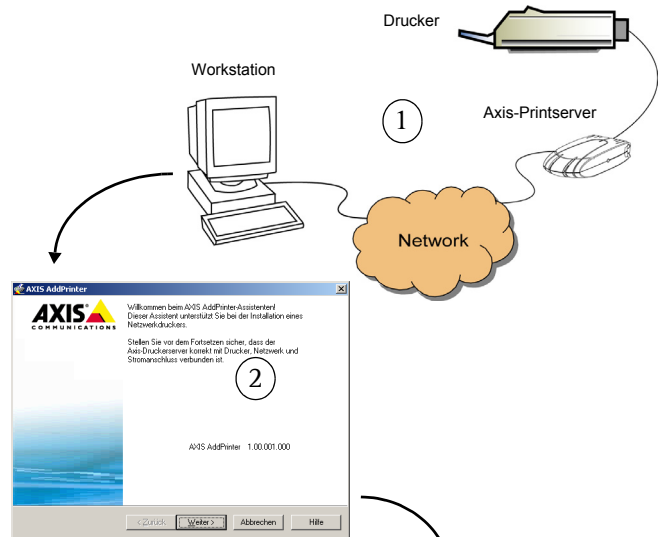 Drucker
Workstation
1
Axis-Printserver
Network
AXIS AddPrinter
AXIS
COMMUNICATIONS
Willkommen beim AXIS AddPrinter-Assistenten!
Dieser Assistent unterstützt Sie bei der Installation eines
Netzwerkdruckers.
Stellen Sie vor dem Fortsetzen sicher, dass der
Axis-Druckerserver korrekt mit Drucker, Netzwerk und
Stromanschluss verbunden ist.
2
AXIS AddPrinter 1.00.001.000
< Zurück
Weiter >
Abbrechen
Hilfe